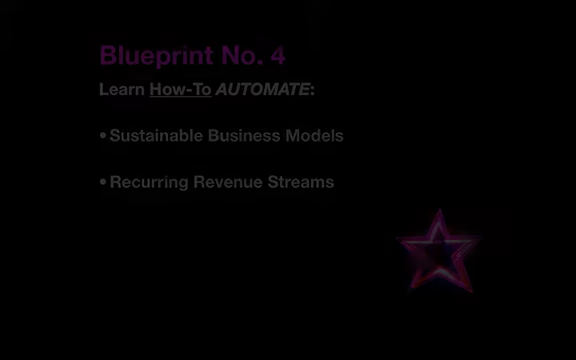 Blueprint No. 4
Learn How-To AUTOMATE:
• Sustainable Business Models
• Recurring Revenue Streams